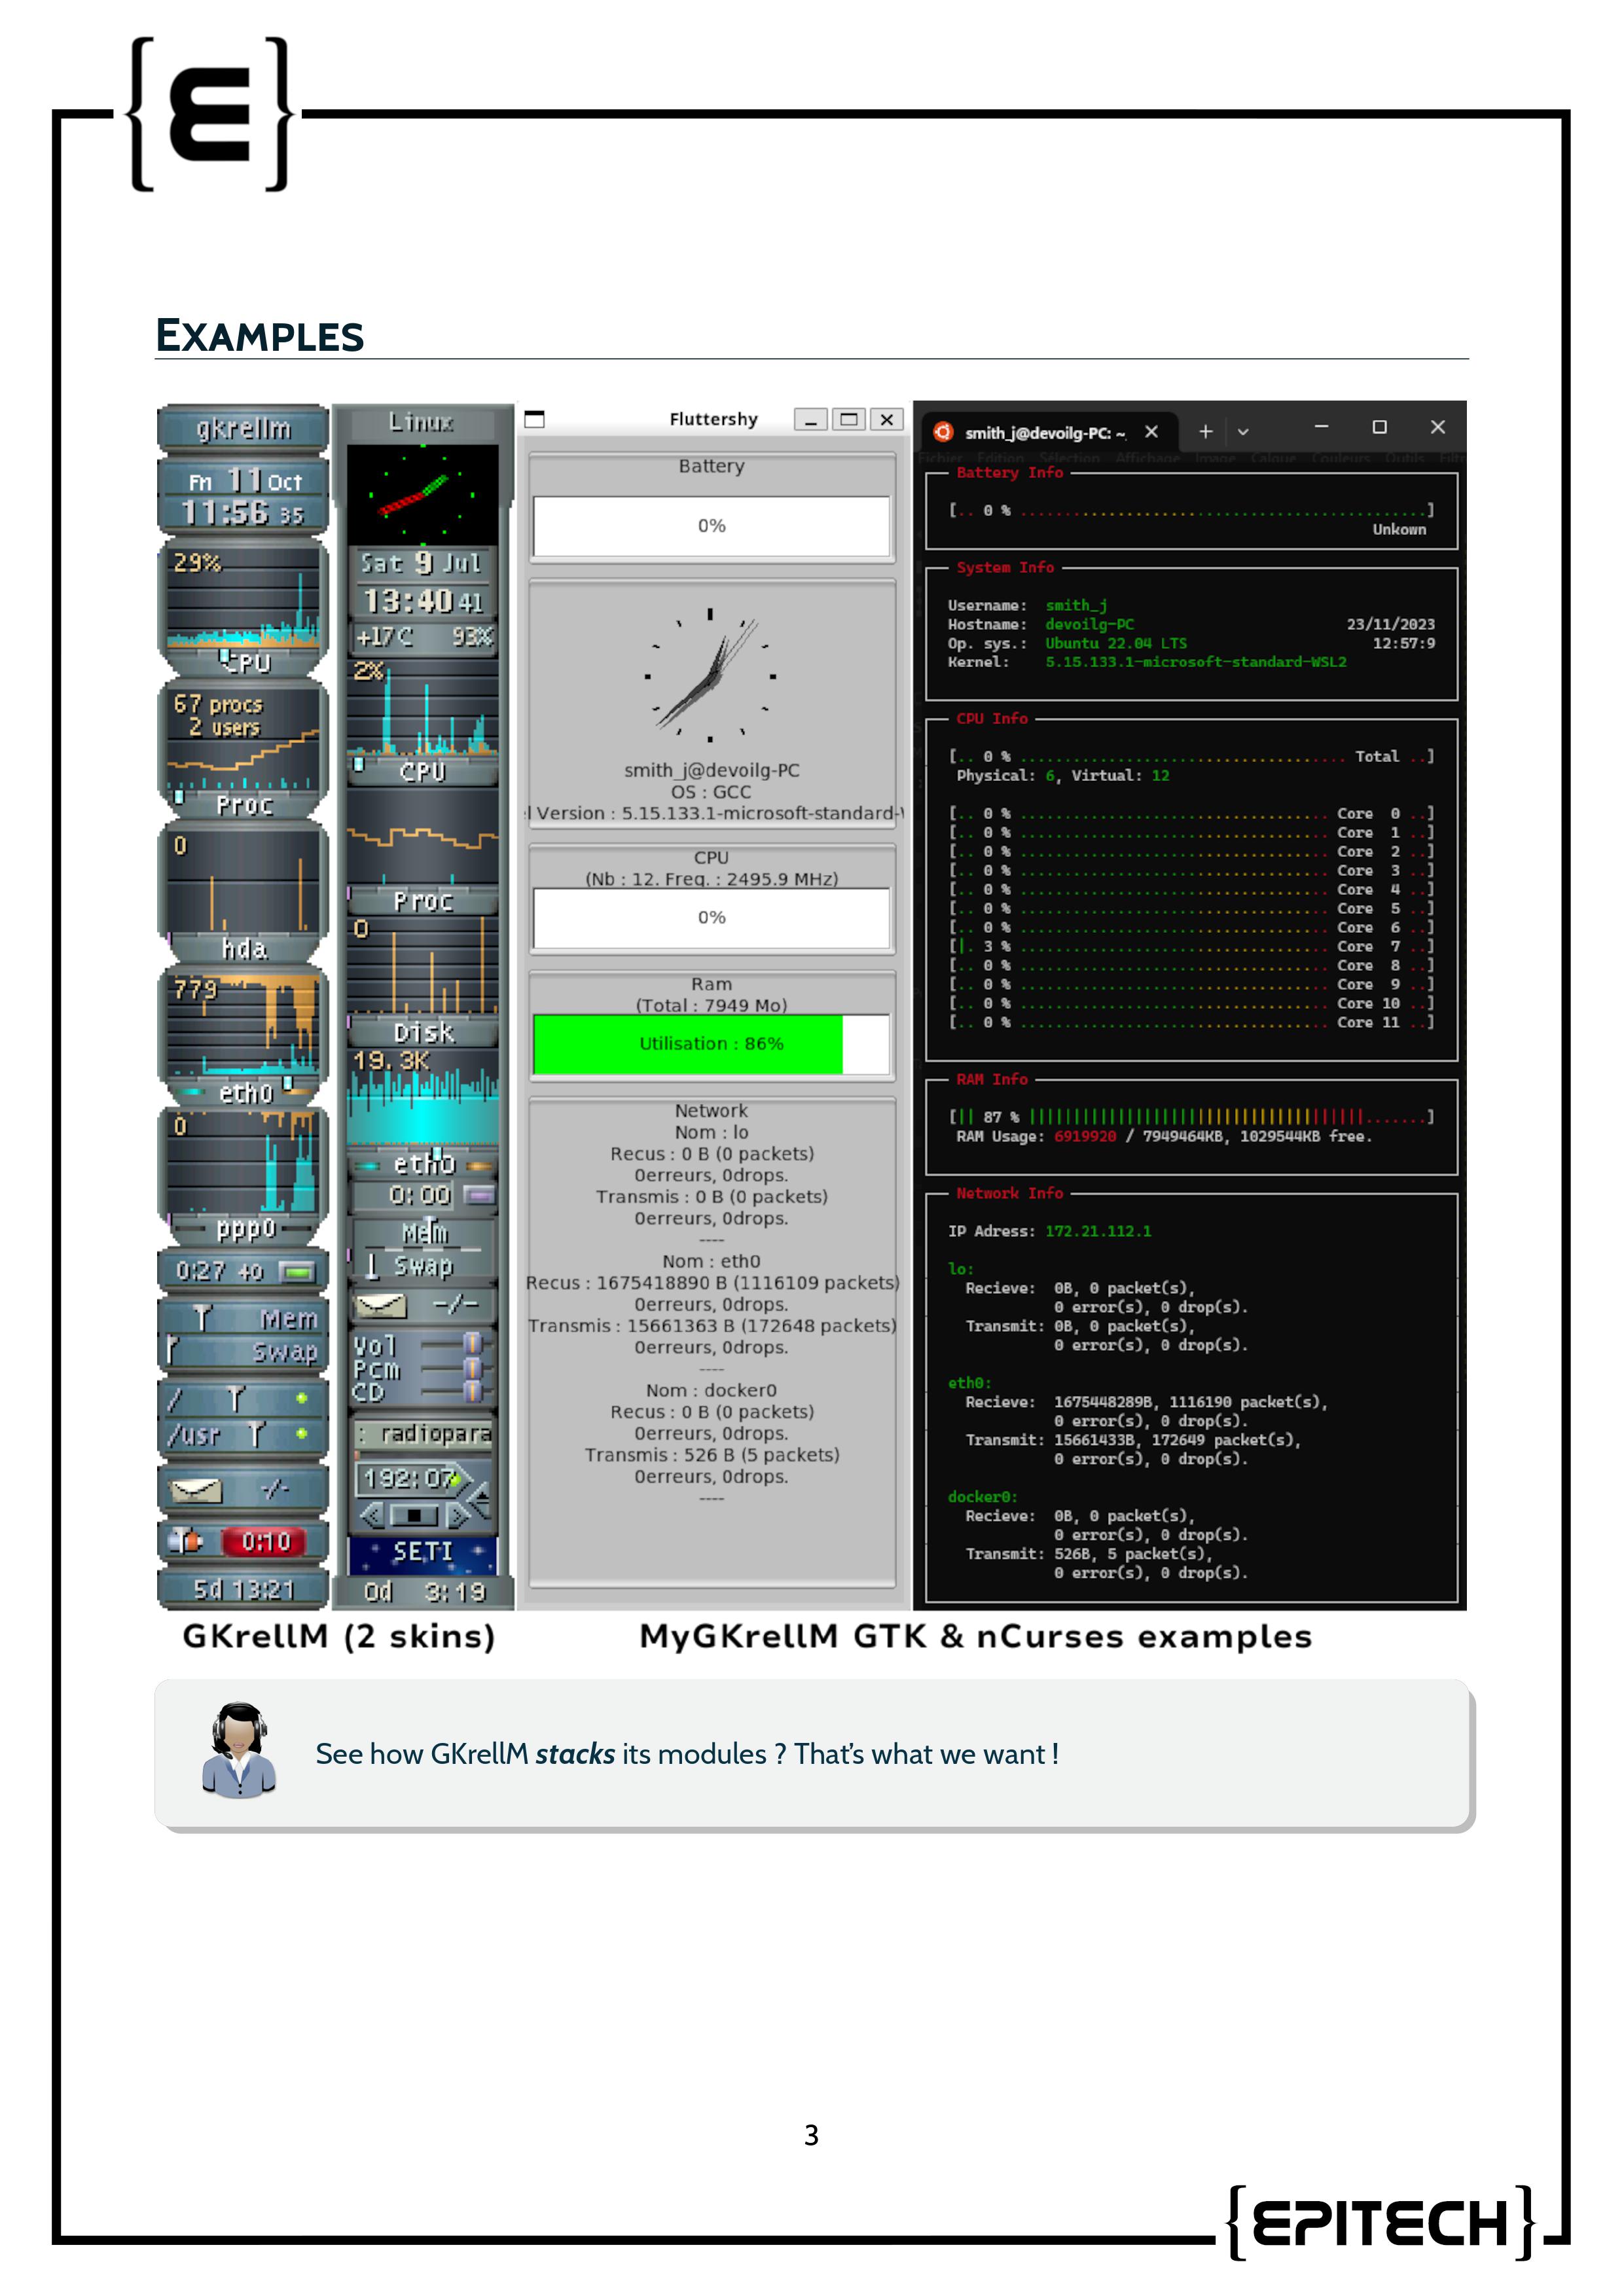 EXAMPLES
gkrellm
Fri 11 Oct
11:56 35
29%
CPU
67 procs
2 users
Proc
0
hda
779
eth0
0
ppp0
0:27 40
Mem
Swap
/
/usr
-/-
0:10
5d 13:21
Linux
Sat 9 Jul
13:40 41
+17C 93%
2%
CPU
Proc
0
Disk
19.3K
eth0
0:00
Mem
Swap
-/-
Vol
Pcm
CD
: radiopara
192:07
SETI
0d 3:19
Fluttershy
Battery
0%
smith_j@devoilg-PC
OS : GCC
l Version : 5.15.133.1-microsoft-standard-
CPU
(Nb : 12. Freq. : 2495.9 MHz)
0%
Ram
(Total : 7949 Mo)
Utilisation : 86%
Network
Nom : lo
Recus : 0 B (0 packets)
0erreurs, 0drops.
Transmis : 0 B (0 packets)
0erreurs, 0drops.
----
Nom : eth0
Recus : 1675418890 B (1116109 packets)
0erreurs, 0drops.
Transmis : 15661363 B (172648 packets)
0erreurs, 0drops.
----
Nom : docker0
Recus : 0 B (0 packets)
0erreurs, 0drops.
Transmis : 526 B (5 packets)
0erreurs, 0drops.
----
smith_j@devoilg-PC: ~
Fichier Edition Sélection Affichage Image Calque Couleurs Outils Filtr
Battery Info
[.. 0 % ..]
Unkown
System Info
Username: smith_j
Hostname: devoilg-PC 23/11/2023
Op. sys.: Ubuntu 22.04 LTS 12:57:9
Kernel: 5.15.133.1-microsoft-standard-WSL2
CPU Info
[.. 0 % .. Total ..]
Physical: 6, Virtual: 12
[.. 0 % .. Core 0 ..]
[.. 0 % .. Core 1 ..]
[.. 0 % .. Core 2 ..]
[.. 0 % .. Core 3 ..]
[.. 0 % .. Core 4 ..]
[.. 0 % .. Core 5 ..]
[.. 0 % .. Core 6 ..]
[|. 3 % .. Core 7 ..]
[.. 0 % .. Core 8 ..]
[.. 0 % .. Core 9 ..]
[.. 0 % .. Core 10 ..]
[.. 0 % .. Core 11 ..]
RAM Info
[|| 87 % ||||||||||||||||||||||||||||||||||||||.......]
RAM Usage: 6919920 / 7949464KB, 1029544KB free.
Network Info
IP Adress: 172.21.112.1
lo:
Recieve: 0B, 0 packet(s),
0 error(s), 0 drop(s).
Transmit: 0B, 0 packet(s),
0 error(s), 0 drop(s).
eth0:
Recieve: 1675448289B, 1116190 packet(s),
0 error(s), 0 drop(s).
Transmit: 15661433B, 172649 packet(s),
0 error(s), 0 drop(s).
docker0:
Recieve: 0B, 0 packet(s),
0 error(s), 0 drop(s).
Transmit: 526B, 5 packet(s),
0 error(s), 0 drop(s).
GKrellM (2 skins)
MyGKrellM GTK & nCurses examples
See how GKrellM stacks its modules ? That's what we want !
3
{EPITECH}